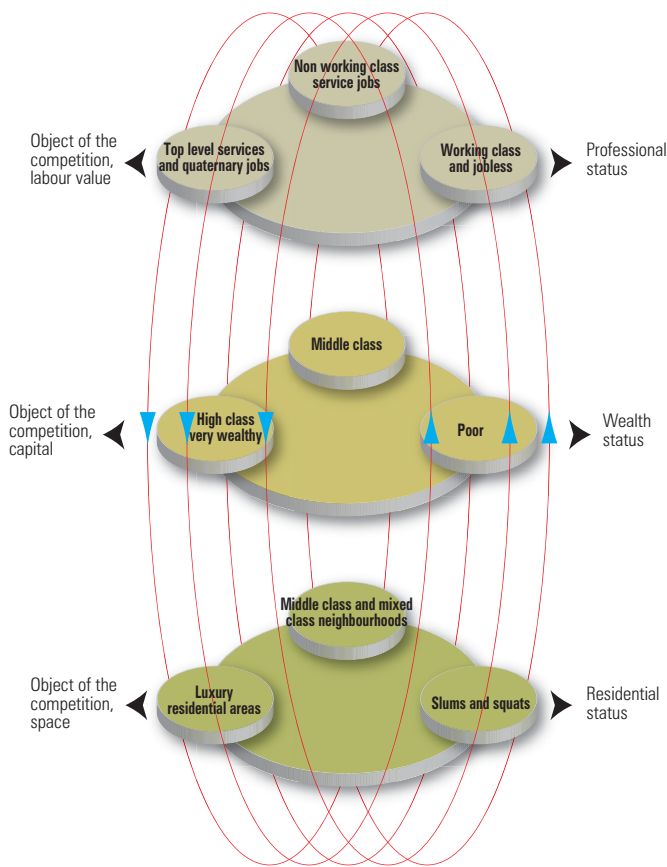 Non working class
service jobs
Object of the
competition,
labour value
Top level services
and quaternary jobs
Working class
and jobless
Professional
status
Middle class
Object of the
competition,
capital
High class
very wealthy
Poor
Wealth
status
Middle class and mixed
class neighbourhoods
Object of the
competition,
space
Luxury
residential areas
Slums and squats
Residential
status